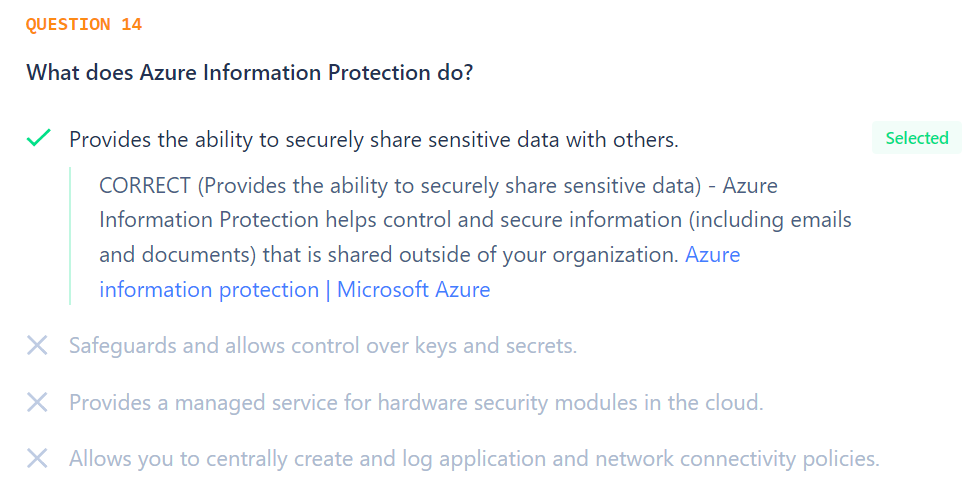 QUESTION 14
What does Azure Information Protection do?
Provides the ability to securely share sensitive data with others.
Selected
CORRECT (Provides the ability to securely share sensitive data) - Azure
Information Protection helps control and secure information (including emails
and documents) that is shared outside of your organization. Azure
information protection | Microsoft Azure
Safeguards and allows control over keys and secrets.
Provides a managed service for hardware security modules in the cloud.
Allows you to centrally create and log application and network connectivity policies.